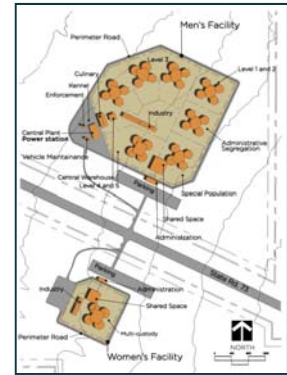 Men's Facility
Perimeter Road
Level 3
Level 1 and 2
Culinary
Kennel
Enforcement
Industry
Central Plant
Power station
Administrative
Segregation
Vehicle Maintainance
Central Warehouse
Level 4 and 5
Parking
Special Population
Shared Space
Administation
State Rd. 73
Parking
Industry
Administration
Shared Space
Multi-custody
Perimeter Road
Women's Facility
NORTH